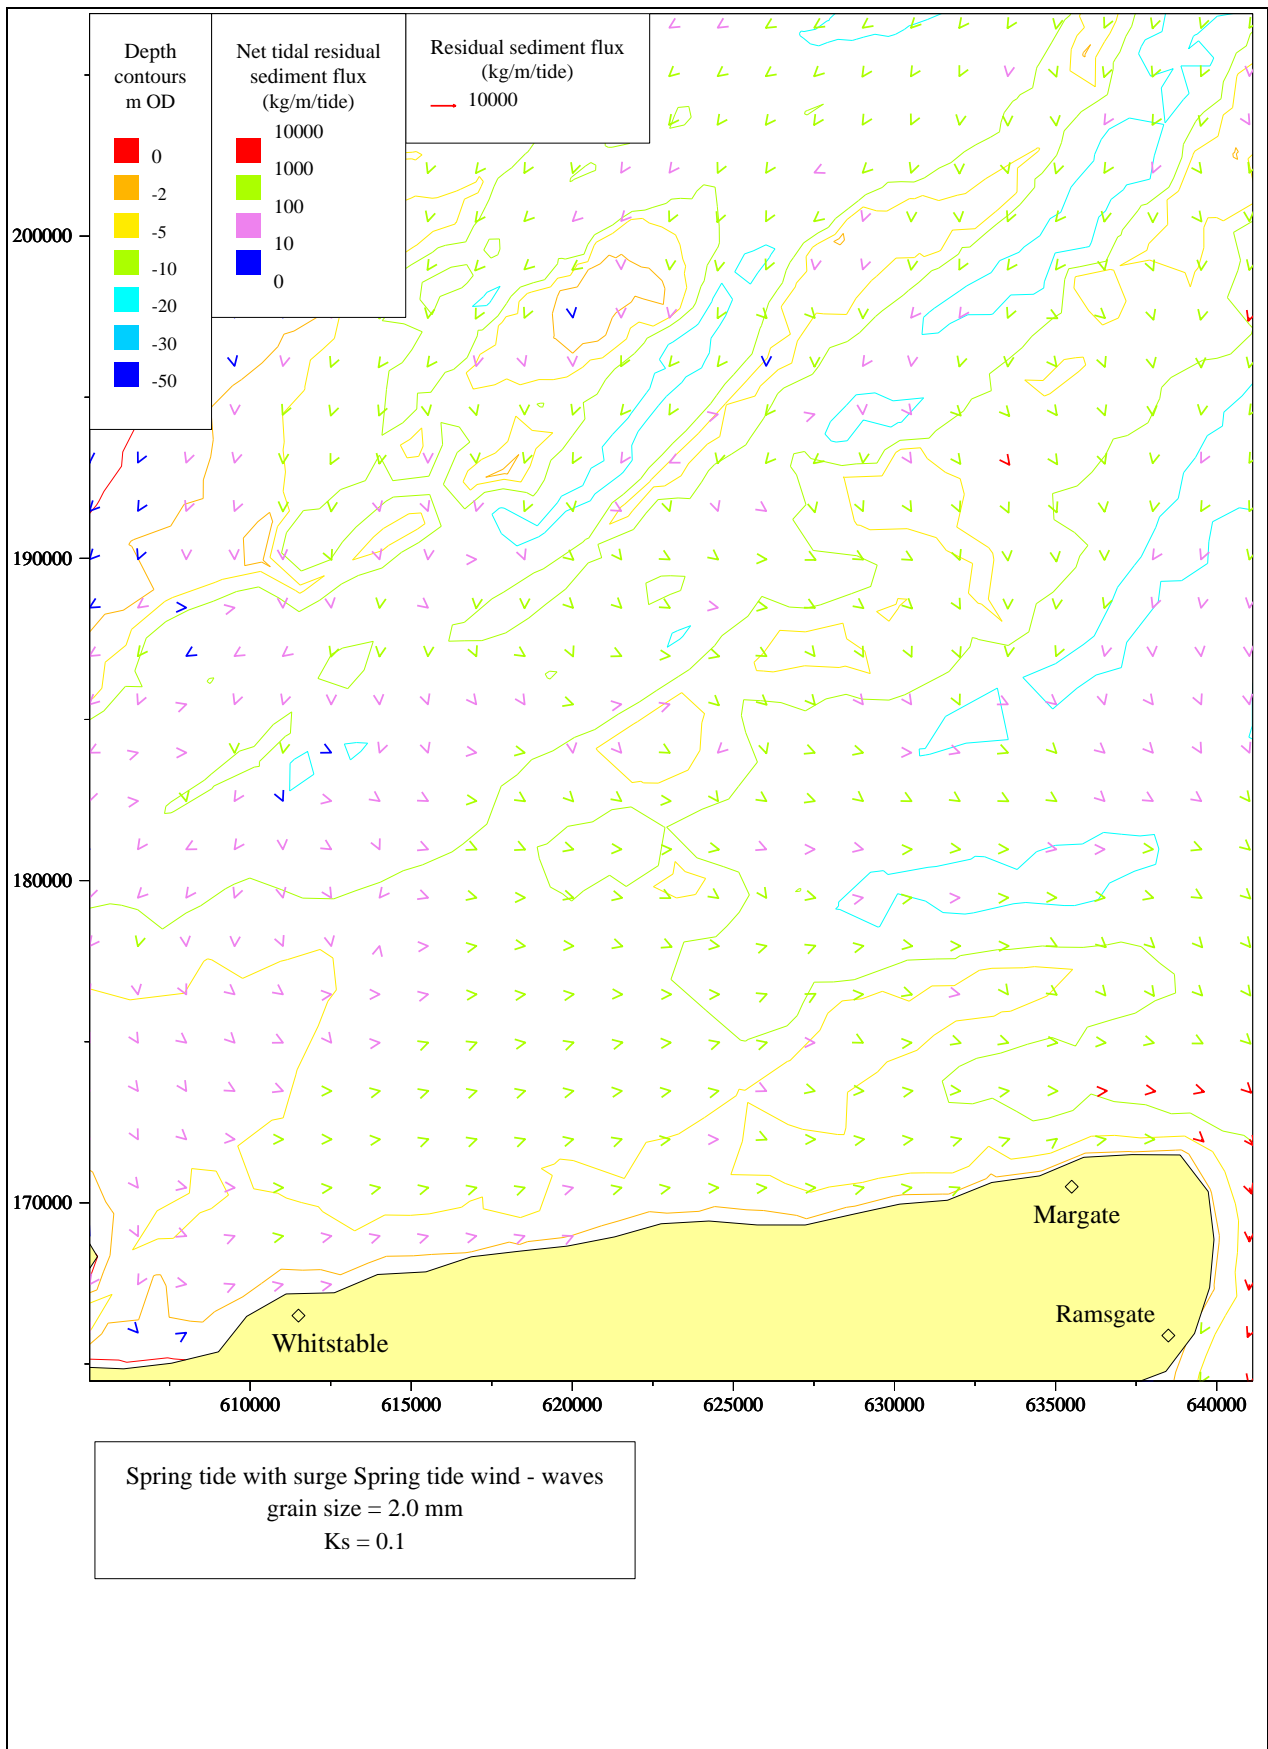 Depth
contours
m OD
0
-2
-5
-10
-20
-30
-50
Net tidal residual
sediment flux
(kg/m/tide)
10000
1000
100
10
0
Residual sediment flux
(kg/m/tide)
10000
200000
190000
180000
170000
Margate
Ramsgate
Whitstable
610000 615000 620000 625000 630000 635000 640000
Spring tide with surge Spring tide wind - waves
grain size = 2.0 mm
Ks = 0.1